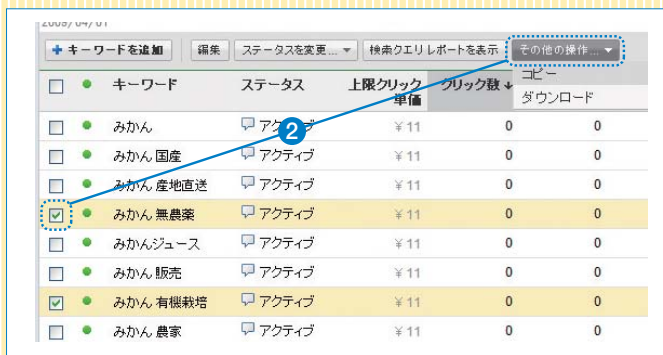 2009/04/01
キーワードを追加 編集 ステータスを変更... 検索クエリ レポートを表示 その他の操作...
コピー
ダウンロード
キーワード ステータス 上限クリック単価 クリック数 ↓
みかん アクティブ ¥ 11 0 0
2
みかん 国産 アクティブ ¥ 11 0 0
みかん 産地直送 アクティブ ¥ 11 0 0
みかん 無農薬 アクティブ ¥ 11 0 0
みかんジュース アクティブ ¥ 11 0 0
みかん 販売 アクティブ ¥ 11 0 0
みかん 有機栽培 アクティブ ¥ 11 0 0
みかん 農家 アクティブ ¥ 11 0 0